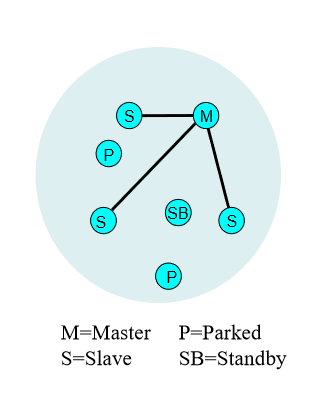 S M
P
S SB S
P
M=Master P=Parked
S=Slave SB=Standby